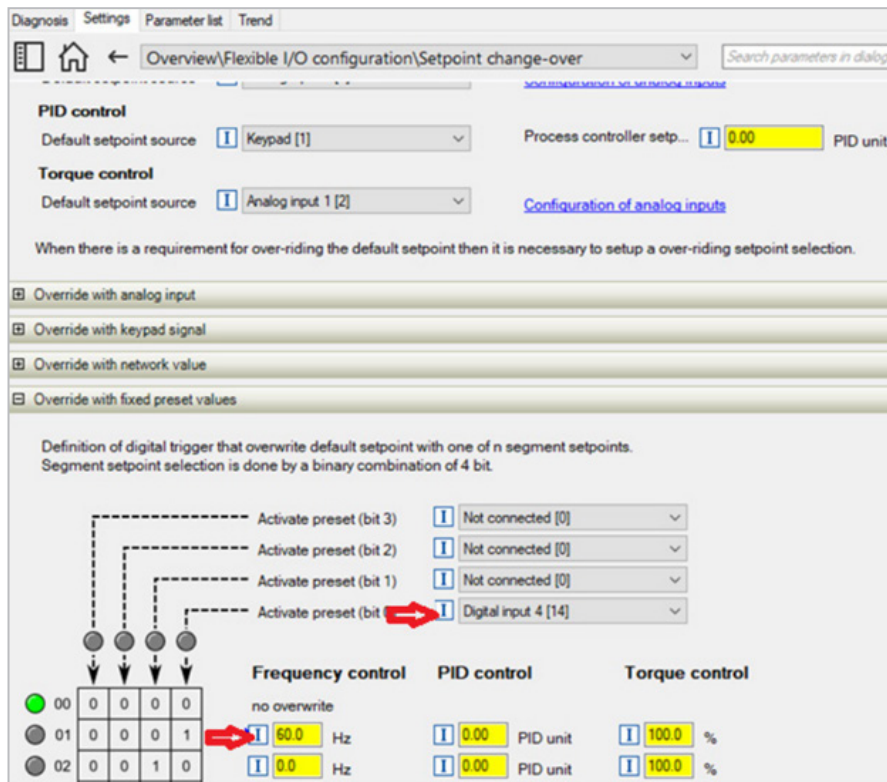 Diagnosis Settings Parameter list Trend
Overview\Flexible I/O configuration\Setpoint change-over Search parameters in dialog
Default setpoint source Configuration of analog inputs
PID control
Default setpoint source I Keypad [1] Process controller setp... I 0.00 PID unit
Torque control
Default setpoint source I Analog input 1 [2] Configuration of analog inputs
When there is a requirement for over-riding the default setpoint then it is necessary to setup a over-riding setpoint selection.
Override with analog input
Override with keypad signal
Override with network value
Override with fixed preset values
Definition of digital trigger that overwrite default setpoint with one of n segment setpoints.
Segment setpoint selection is done by a binary combination of 4 bit.
Activate preset (bit 3) I Not connected [0]
Activate preset (bit 2) I Not connected [0]
Activate preset (bit 1) I Not connected [0]
Activate preset (bit I Digital input 4 [14]
Frequency control PID control Torque control
00 0 0 0 0 no overwrite
01 0 0 0 1 I 60.0 Hz I 0.00 PID unit I 100.0 %
02 0 0 1 0 I 0.0 Hz I 0.00 PID unit I 100.0 %